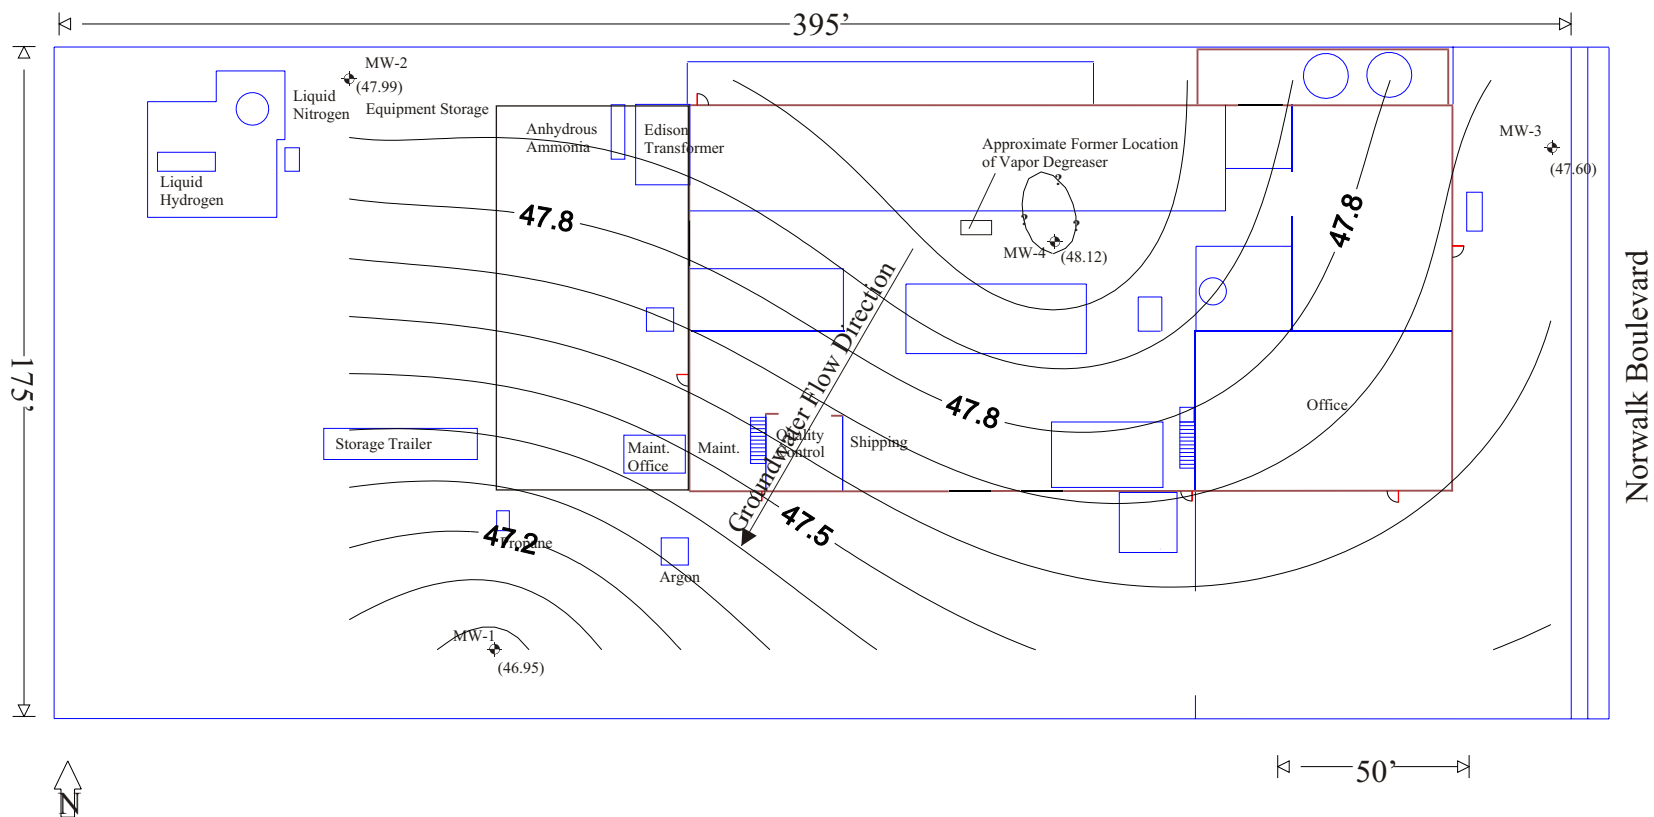 395’
MW-2
(47.99)
Liquid
Nitrogen
Equipment Storage
Anhydrous
Ammonia
Edison
Transformer
Approximate Former Location
of Vapor Degreaser
MW-3
(47.60)
Liquid
Hydrogen
?
?
?
47.8
47.8
MW-4
(48.12)
Groundwater Flow Direction
Norwalk Boulevard
175’
47.8
Office
Storage Trailer
Maint.
Office
Maint.
Quality
Control
Shipping
47.5
47.2
Propane
Argon
MW-1
(46.95)
50’
N